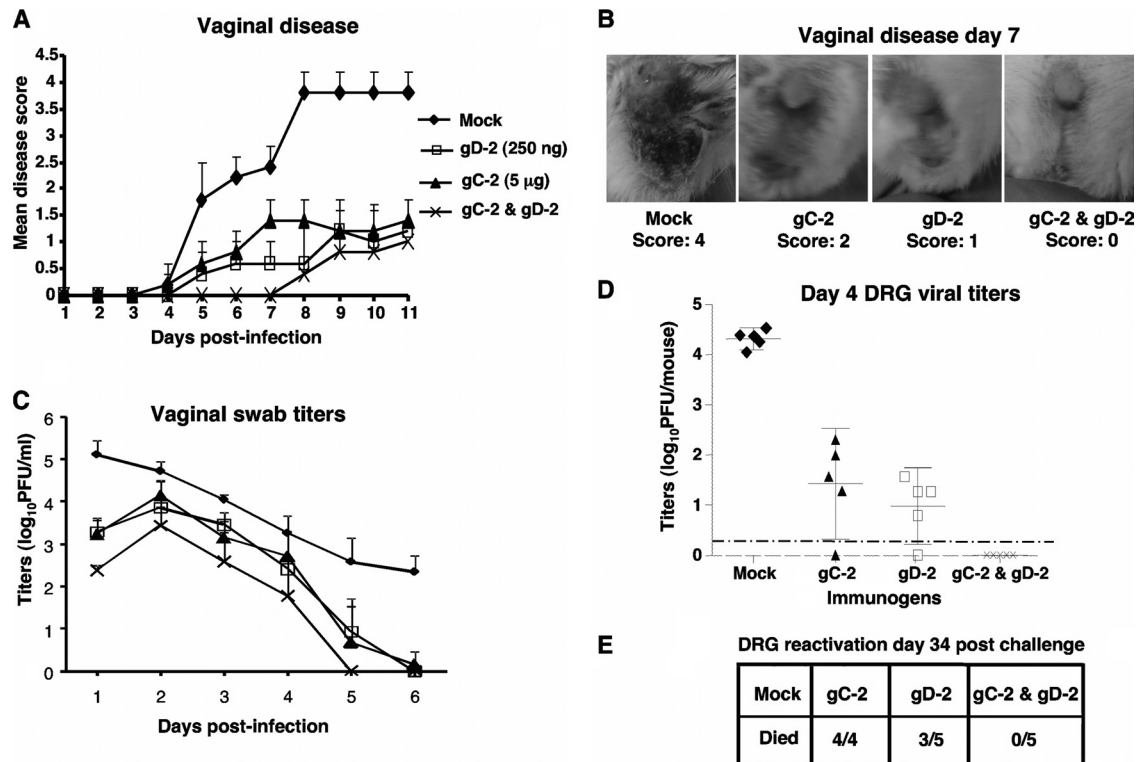 A
Vaginal disease
Mean disease score
4.5
4
3.5
3
2.5
2
1.5
1
0.5
0
1 2 3 4 5 6 7 8 9 10 11
Days post-infection
Mock
gD-2 (250 ng)
gC-2 (5 µg)
gC-2 & gD-2
B
Vaginal disease day 7
Mock
Score: 4
gC-2
Score: 2
gD-2
Score: 1
gC-2 & gD-2
Score: 0
C
Vaginal swab titers
Titers (log10PFU/ml)
6
5
4
3
2
1
0
1 2 3 4 5 6
Days post-infection
D
Day 4 DRG viral titers
Titers (log10PFU/mouse)
5
4
3
2
1
0
Mock gC-2 gD-2 gC-2 & gD-2
Immunogens
E
DRG reactivation day 34 post challenge
Mock gC-2 gD-2 gC-2 & gD-2
Died 4/4 3/5 0/5